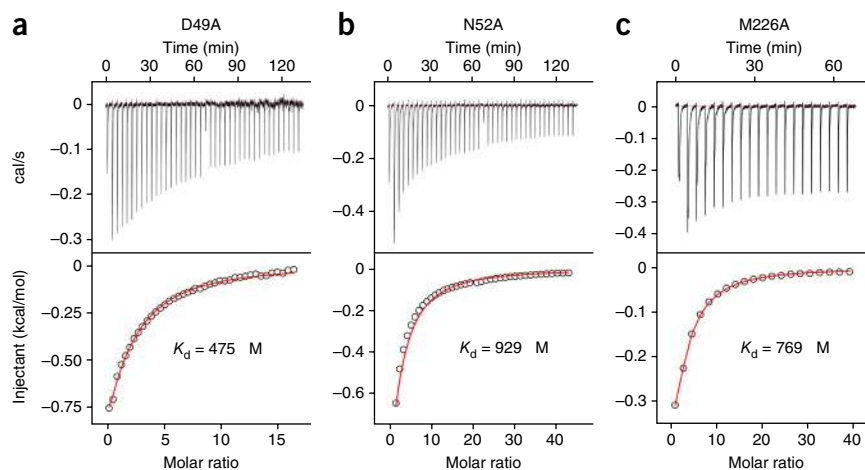 a b c
D49A N52A M226A
Time (min) Time (min) Time (min)
0 30 60 90 120 0 30 60 90 120 0 30 60
0 0 0
−0.1 −0.2 −0.1
−0.2 −0.4 −0.2
−0.3 −0.3
−0.4
cal/s
0 0 0
−0.25 −0.2 −0.1
−0.50 −0.4 −0.2
−0.75 −0.6 −0.3
Injectant (kcal/mol)
Kd = 475 M Kd = 929 M Kd = 769 M
0 5 10 15 0 10 20 30 40 0 10 20 30 40
Molar ratio Molar ratio Molar ratio